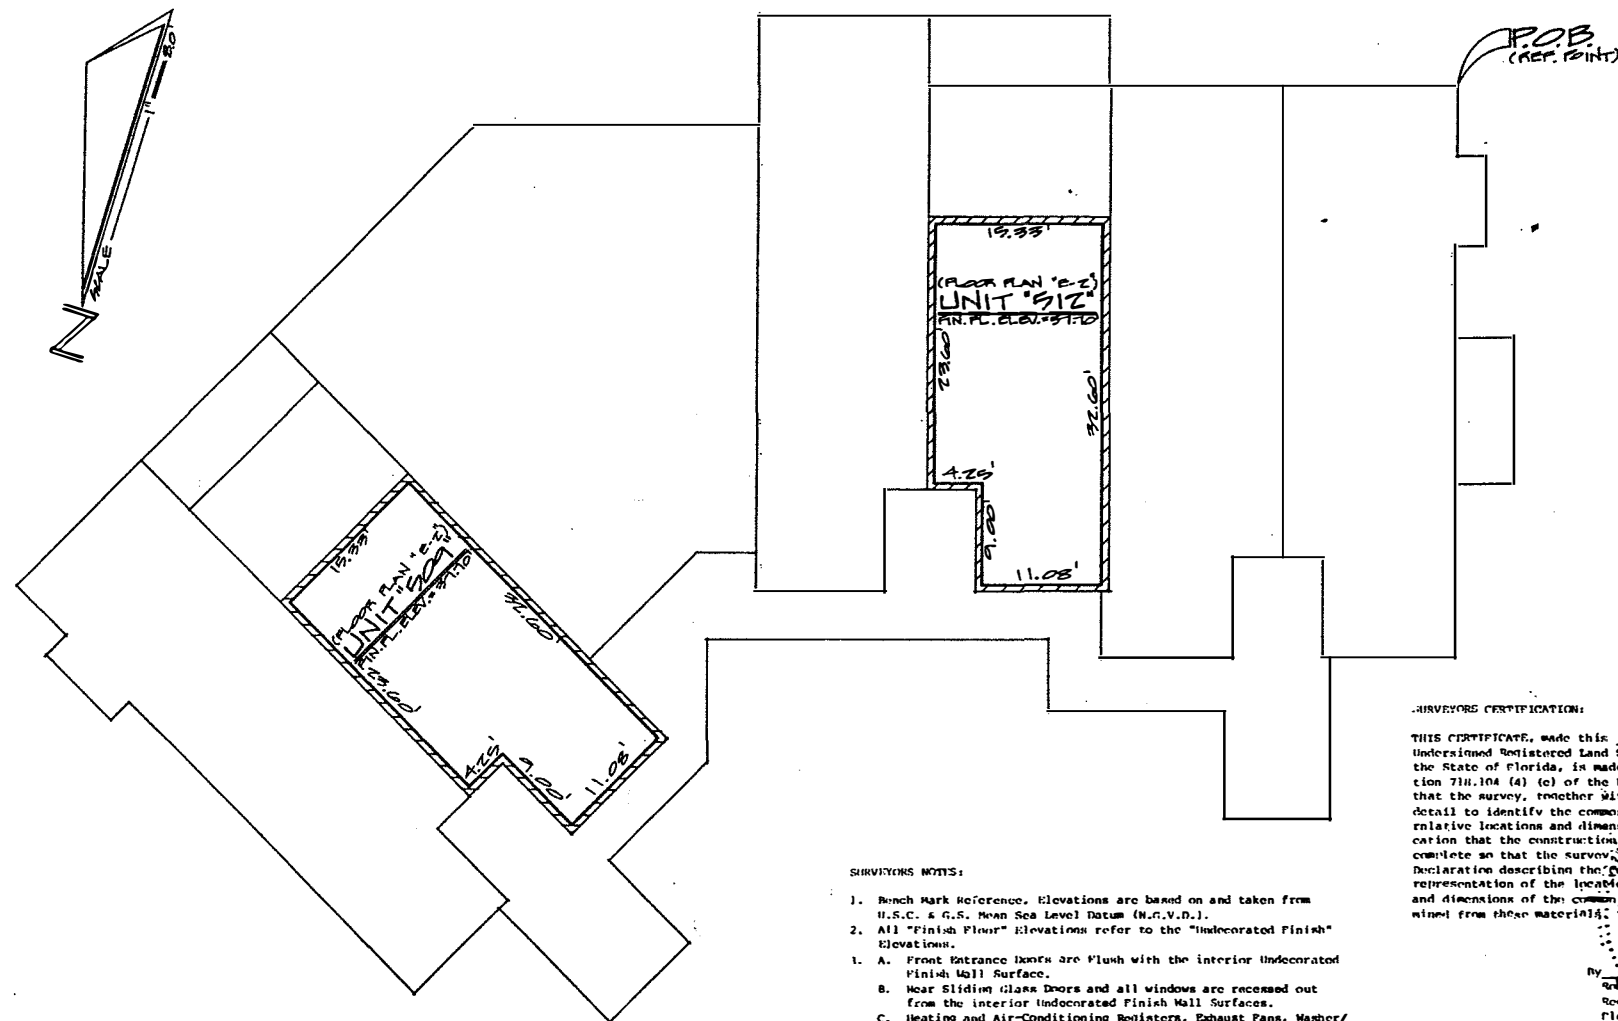 P.O.B.
(REF. POINT)
SCALE 1" 8.0'
15.33'
(FLOOR PLAN "E-2")
UNIT "512"
FIN. FL. ELEV.=37.70
23.60'
32.60'
4.25'
9.00'
11.08'
15.33'
(FLOOR PLAN "E-2")
UNIT "509"
FIN. FL. ELEV.=37.70
32.60'
23.60'
4.25'
9.00'
11.08'
SURVEYORS CERTIFICATION:
THIS CERTIFICATE, made this
Undersigned Registered Land
the State of Florida, is made
tion 718.104 (4) (e) of the
that the survey, together wi
detail to identify the commo
relative locations and dimens
cation that the construction
complete so that the survey
Declaration describing the
representation of the locati
and dimensions of the common
mined from these materials.
By
SURVEYORS NOTES:
1. Bench Mark Reference. Elevations are based on and taken from
U.S.C. & G.S. Mean Sea Level Datum (N.G.V.D.).
2. All "Finish Floor" Elevations refer to the "Undecorated Finish"
Elevations.
3. A. Front Entrance Doors are Flush with the interior Undecorated
Finish Wall Surface.
B. Rear Sliding Glass Doors and all windows are recessed out
from the interior Undecorated Finish Wall Surfaces.
C. Heating and Air-Conditioning Registers, Exhaust Fans, Washer/